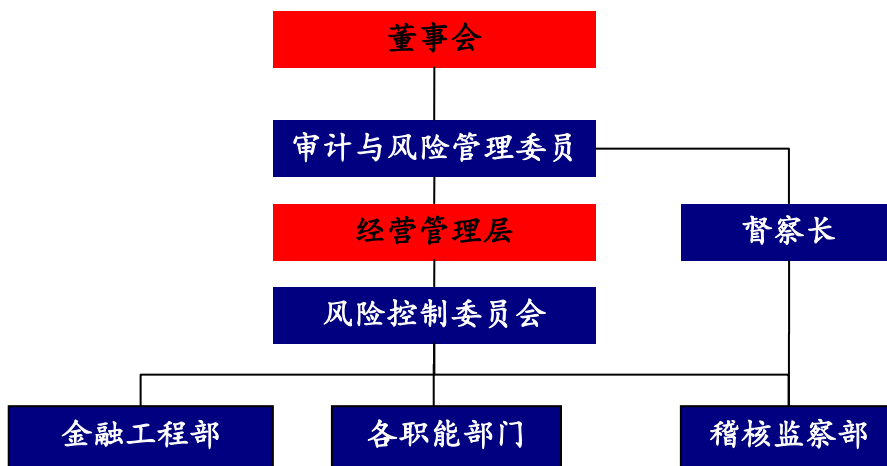 董事会
审计与风险管理委员
经营管理层
督察长
风险控制委员会
金融工程部
各职能部门
稽核监察部